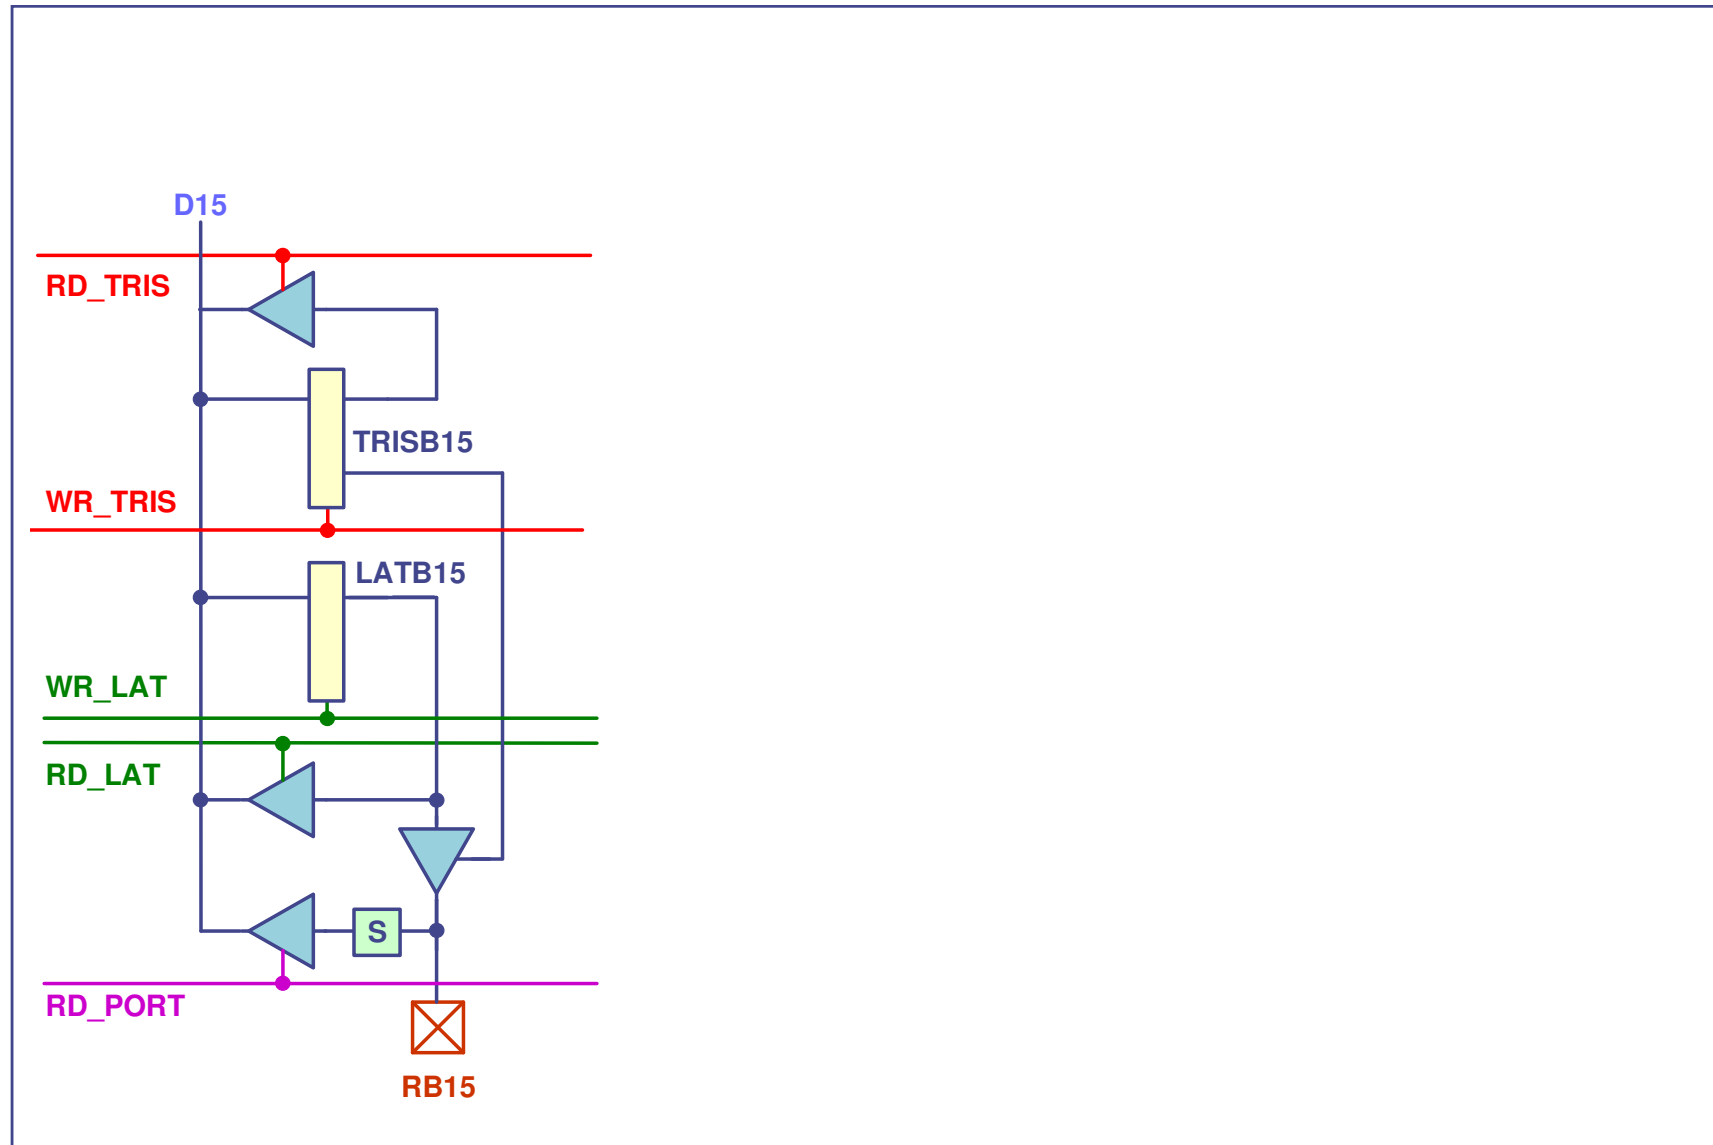 D15
RD_TRIS
TRISB15
WR_TRIS
LATB15
WR_LAT
RD_LAT
S
RD_PORT
RB15